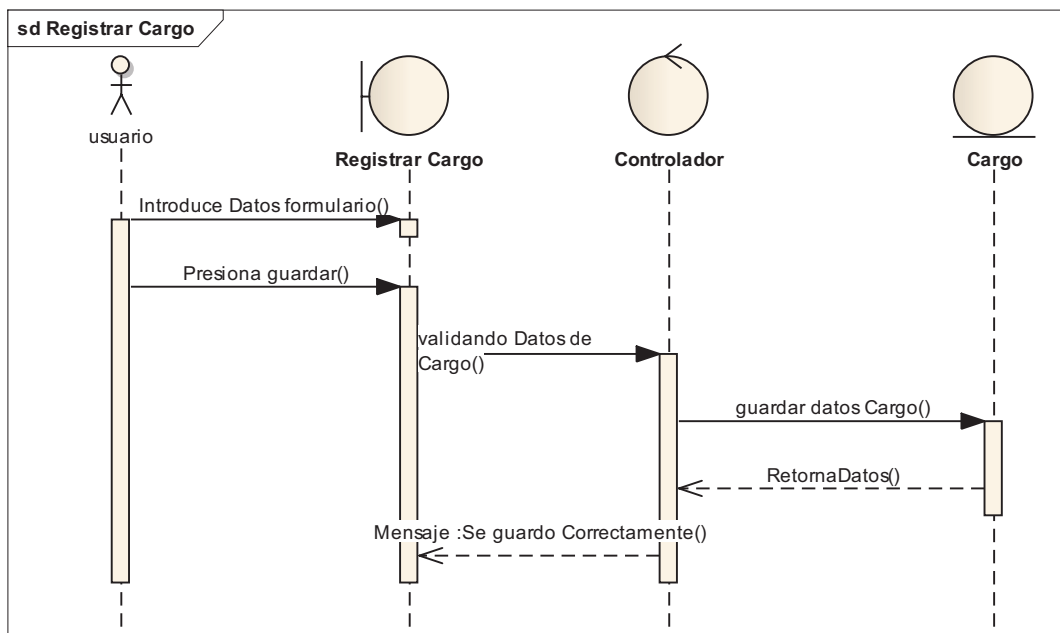 sd Registrar Cargo
usuario
Registrar Cargo
Controlador
Cargo
Introduce Datos formulario()
Presiona guardar()
validando Datos de
Cargo()
guardar datos Cargo()
RetornaDatos()
Mensaje :Se guardo Correctamente()